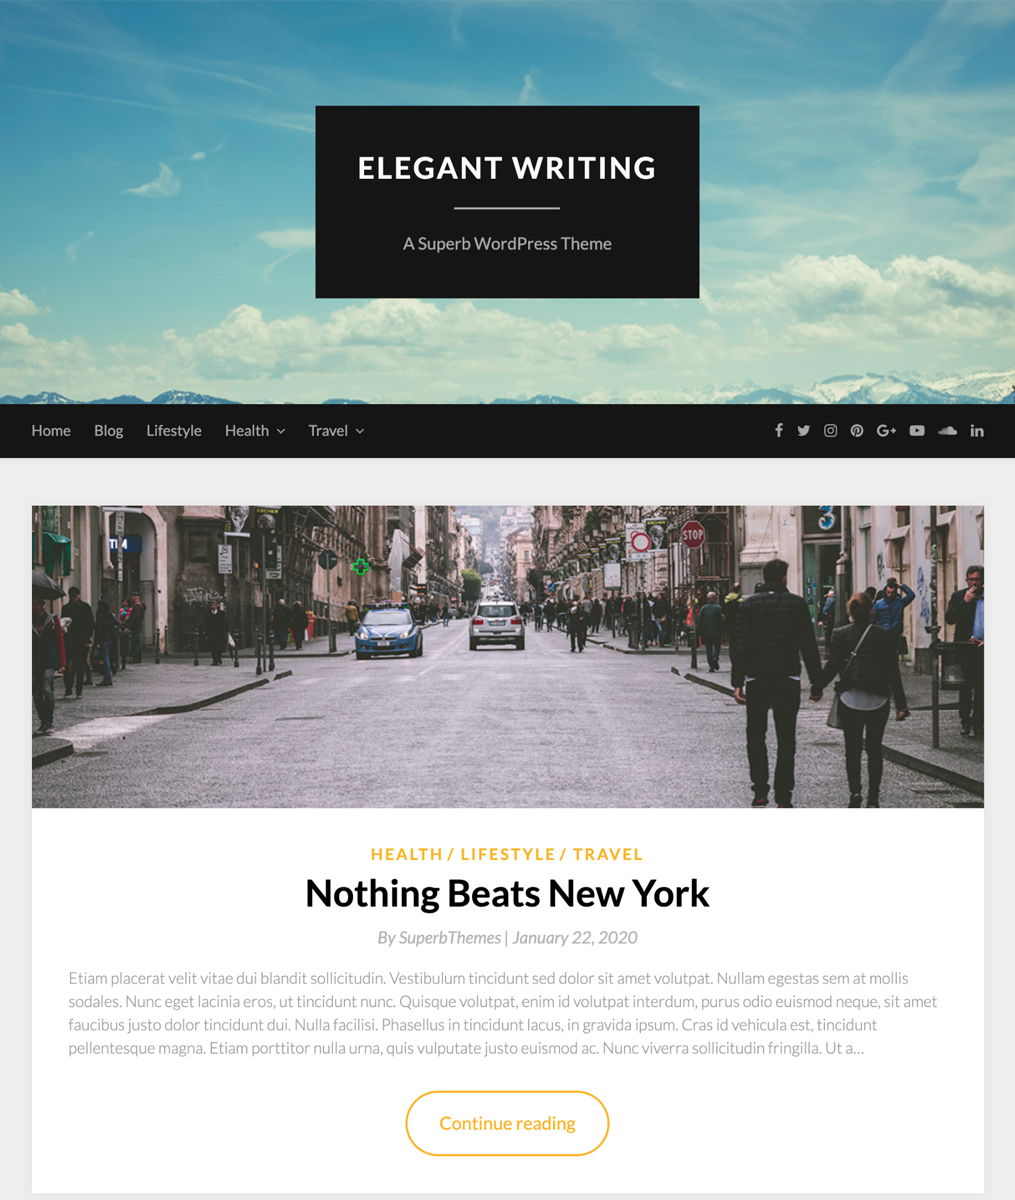 ELEGANT WRITING
A Superb WordPress Theme
Home Blog Lifestyle Health Travel
STOP
3
HEALTH / LIFESTYLE / TRAVEL
Nothing Beats New York
By SuperbThemes | January 22, 2020
Etiam placerat velit vitae dui blandit sollicitudin. Vestibulum tincidunt sed dolor sit amet volutpat. Nullam egestas sem at mollis
sodales. Nunc eget lacinia eros, ut tincidunt nunc. Quisque volutpat, enim id volutpat interdum, purus odio euismod neque, sit amet
faucibus justo dolor tincidunt dui. Nulla facilisi. Phasellus in tincidunt lacus, in gravida ipsum. Cras id vehicula est, tincidunt
pellentesque magna. Etiam porttitor nulla urna, quis vulputate justo euismod ac. Nunc viverra sollicitudin fringilla. Ut a…
Continue reading